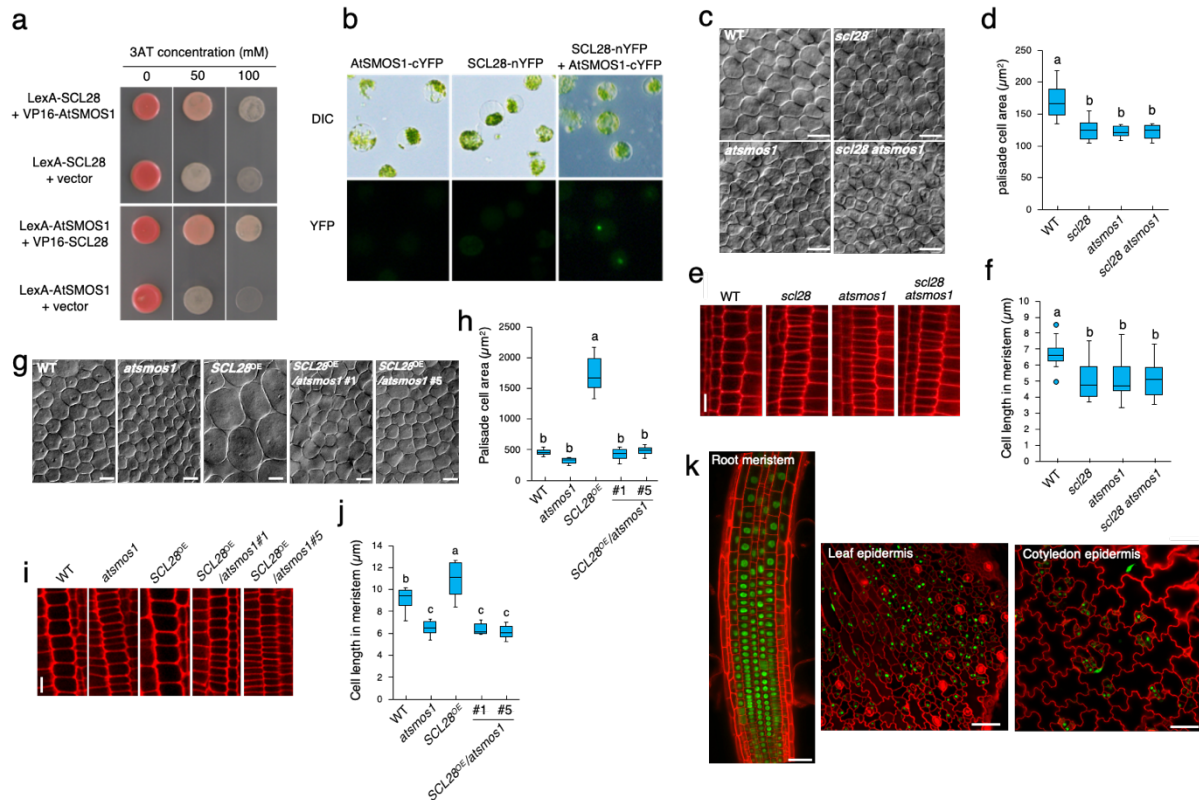 a
3AT concentration (mM)
0 50 100
LexA-SCL28
+ VP16-AtSMOS1
LexA-SCL28
+ vector
LexA-AtSMOS1
+ VP16-SCL28
LexA-AtSMOS1
+ vector
b
AtSMOS1-cYFP
SCL28-nYFP
SCL28-nYFP
+ AtSMOS1-cYFP
DIC
YFP
c
WT
scl28
atsmos1
scl28 atsmos1
d
palisade cell area (μm²)
250
200
150
100
50
0
a
b
b
b
WT
scl28
atsmos1
scl28 atsmos1
e
WT
scl28
atsmos1
scl28
atsmos1
f
Cell length in meristem (μm)
10
9
8
7
6
5
4
3
2
1
0
a
b
b
b
WT
scl28
atsmos1
scl28 atsmos1
g
WT
atsmos1
SCL28ᴼᴱ
SCL28ᴼᴱ
/atsmos1 #1
SCL28ᴼᴱ
/atsmos1 #5
h
Palisade cell area (μm²)
2500
2000
1500
1000
500
0
b
b
a
b
b
WT
atsmos1
SCL28ᴼᴱ
#1
#5
SCL28ᴼᴱ/atsmos1
i
WT
atsmos1
SCL28ᴼᴱ
SCL28ᴼᴱ
/atsmos1#1
SCL28ᴼᴱ
/atsmos1#5
j
Cell length in meristem (μm)
14
12
10
8
6
4
2
0
b
c
a
c
c
WT
atsmos1
SCL28ᴼᴱ
#1
#5
SCL28ᴼᴱ/atsmos1
k
Root meristem
Leaf epidermis
Cotyledon epidermis